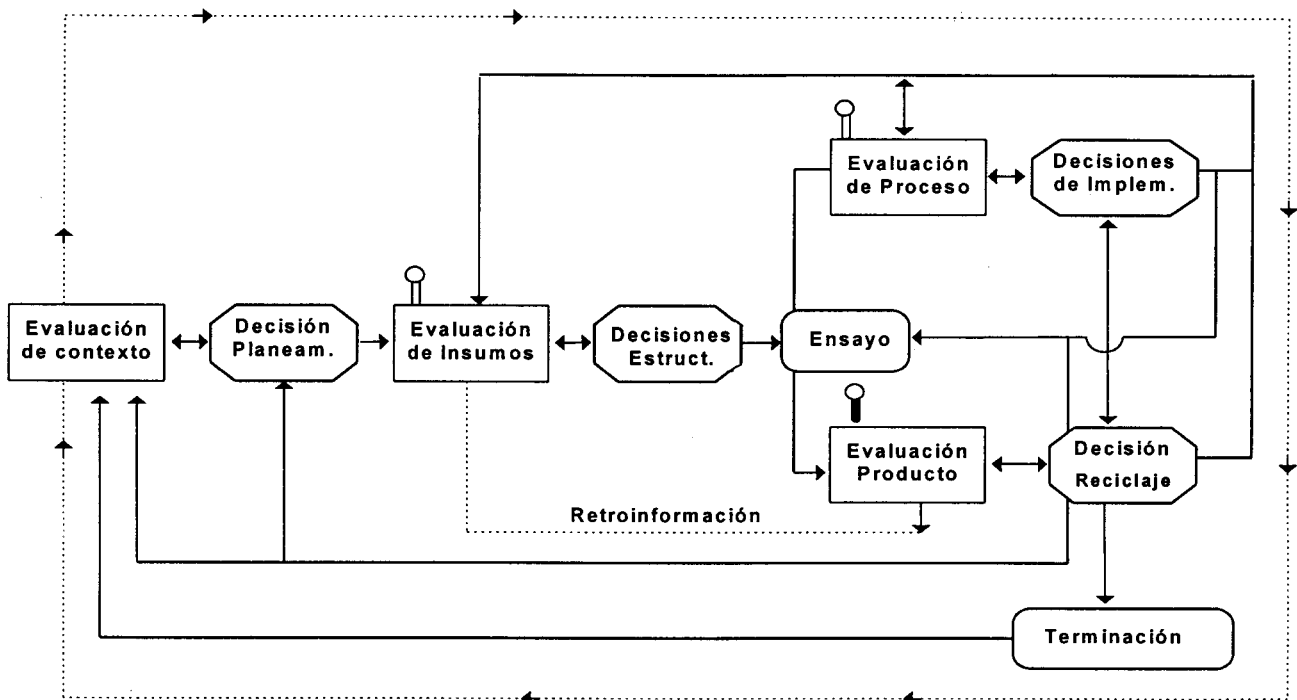 Evaluación
de Proceso
Decisiones
de Implem.
Evaluación
de contexto
Decisión
Planeam.
Evaluación
de Insumos
Decisiones
Estruct.
Ensayo
Evaluación
Producto
Decisión
Reciclaje
Retroinformación
Terminación